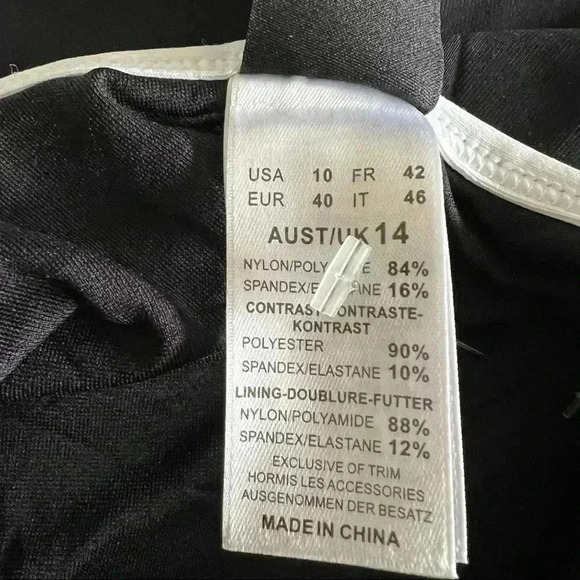 USA 10 FR 42
EUR 40 IT 46
AUST/UK 14
84%
16%
KONTRAST
POLYESTER 90%
SPANDEX/ELASTANE 10%
LINING-DOUBLURE-FUTTER
NYLON/POLYAMIDE 88%
SPANDEX/ELASTANE 12%
EXCLUSIVE OF TRIM
HORMIS LES ACCESSORIES
AUSGENOMMEN DER BESATZ
MADE IN CHINA